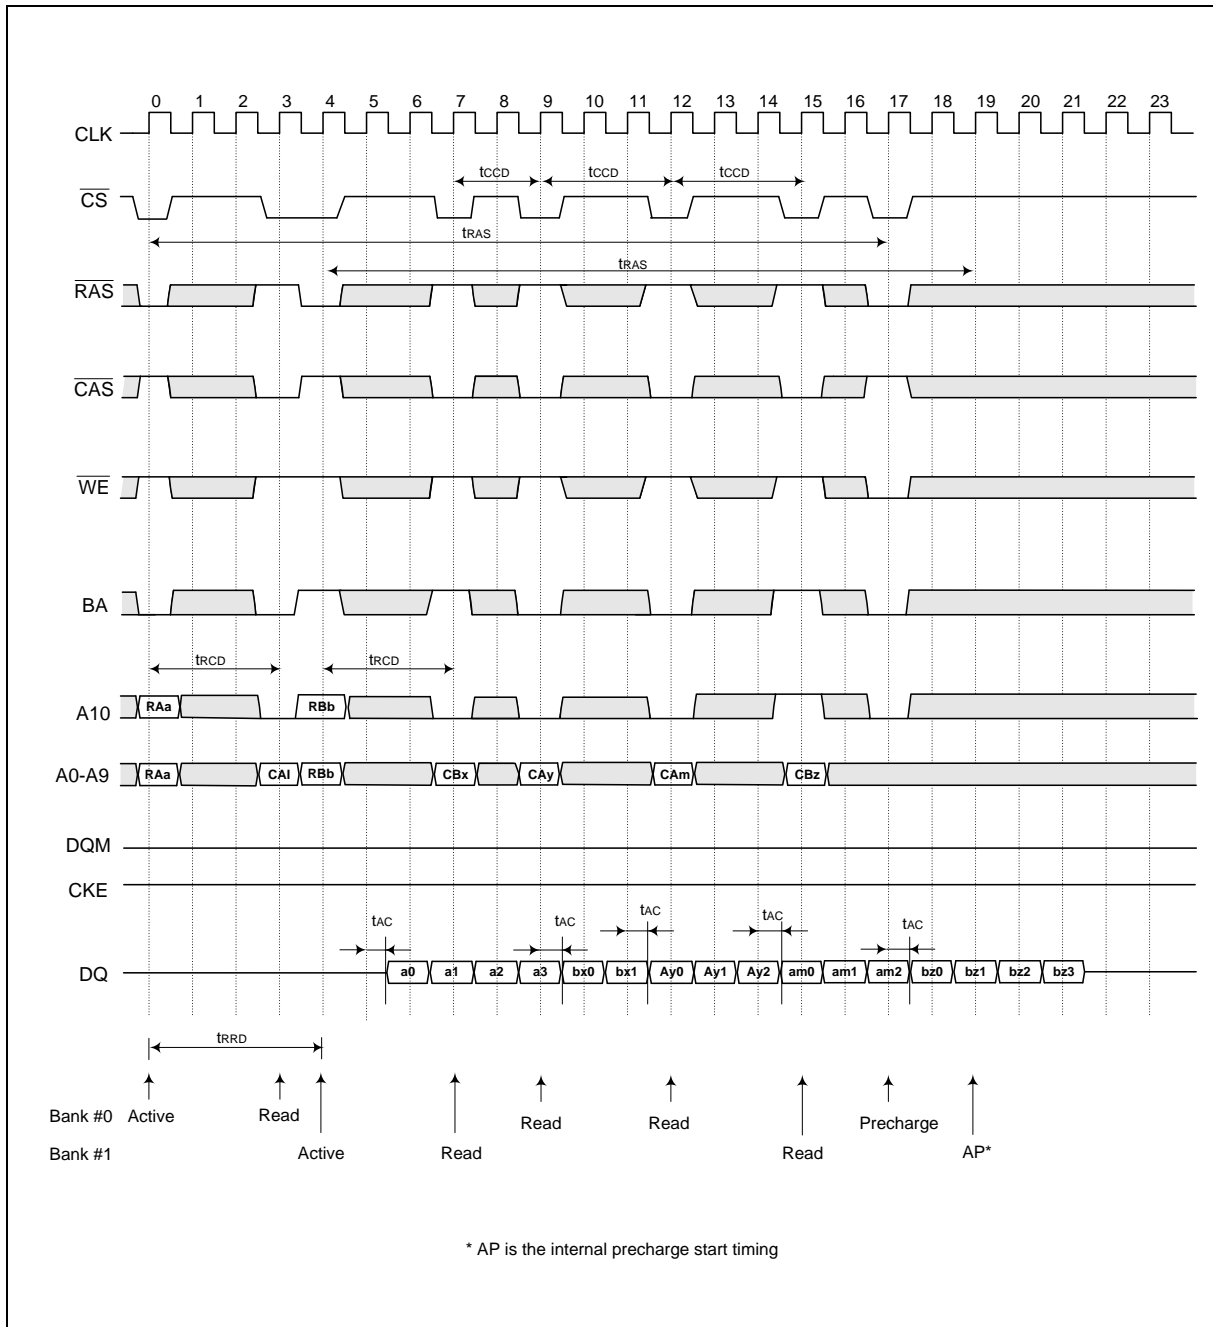 0 1 2 3 4 5 6 7 8 9 10 11 12 13 14 15 16 17 18 19 20 21 22 23
CLK
tCCD tCCD tCCD
CS
tRAS
tRAS
RAS
CAS
WE
BA
tRCD tRCD
A10 RAa RBb
A0-A9 RAa CAI RBb CBx CAy CAm CBz
DQM
CKE
tAC tAC tAC tAC tAC
DQ a0 a1 a2 a3 bx0 bx1 Ay0 Ay1 Ay2 am0 am1 am2 bz0 bz1 bz2 bz3
tRRD
Bank #0 Active Read Read Read Precharge
Bank #1 Active Read Read AP*
* AP is the internal precharge start timing